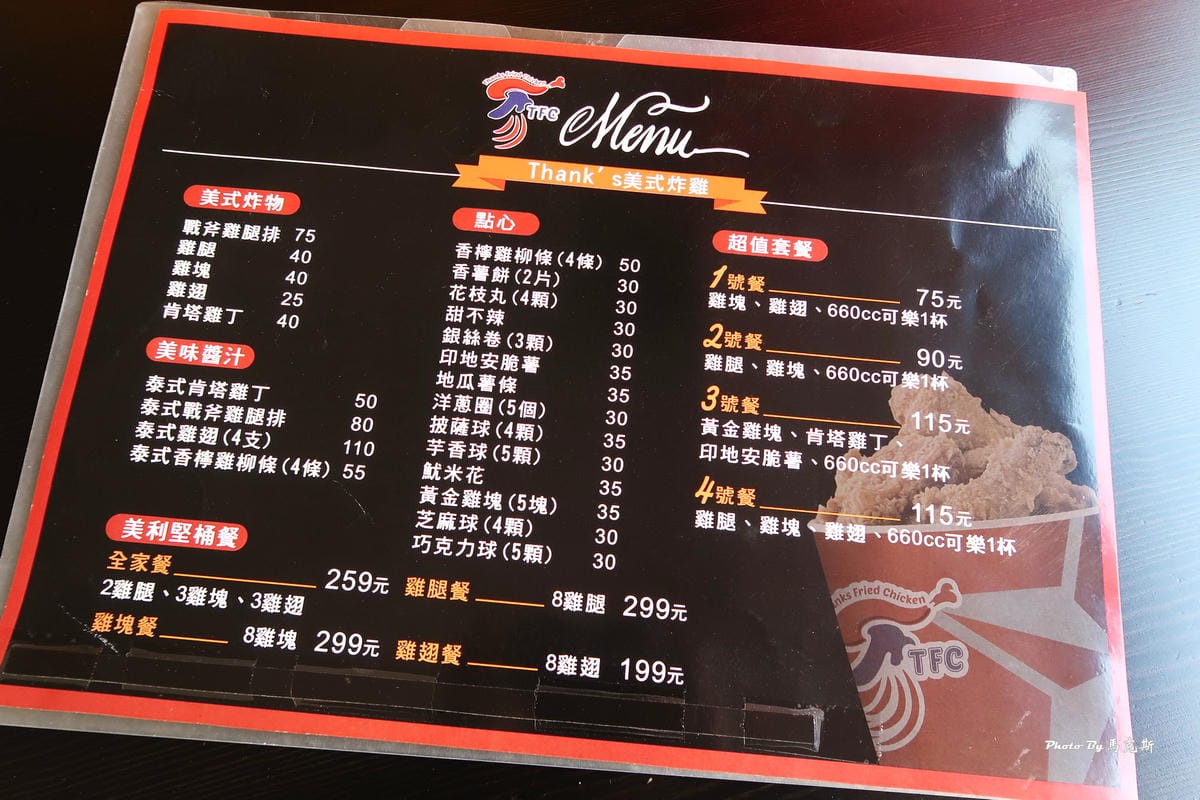 Thanks Fried Chicken
TFC
Menu
Thank's美式炸雞
美式炸物
戰斧雞腿排 75
雞腿 40
雞塊 40
雞翅 25
肯塔雞丁 40
美味醬汁
泰式肯塔雞丁 50
泰式戰斧雞腿排 80
泰式雞翅(4支) 110
泰式香檸雞柳條(4條) 55
點心
香檸雞柳條(4條) 50
香薯餅(2片) 30
花枝丸(4顆) 30
甜不辣 30
銀絲卷(3顆) 30
印地安脆薯 35
地瓜薯條 35
洋蔥圈(5個) 30
披薩球(4顆) 35
芋香球(5顆) 30
魷米花 35
黃金雞塊(5塊) 35
芝麻球(4顆) 30
巧克力球(5顆) 30
超值套餐
1號餐 75元
雞塊、雞翅、660cc可樂1杯
2號餐 90元
雞腿、雞塊、660cc可樂1杯
3號餐 115元
黃金雞塊、肯塔雞丁、
印地安脆薯、660cc可樂1杯
4號餐 115元
雞腿、雞塊、雞翅、660cc可樂1杯
美利堅桶餐
全家餐 259元
2雞腿、3雞塊、3雞翅
雞腿餐 8雞腿 299元
雞塊餐 8雞塊 299元
雞翅餐 8雞翅 199元
nks Fried Chicken
TFC
Photo By 馬克斯